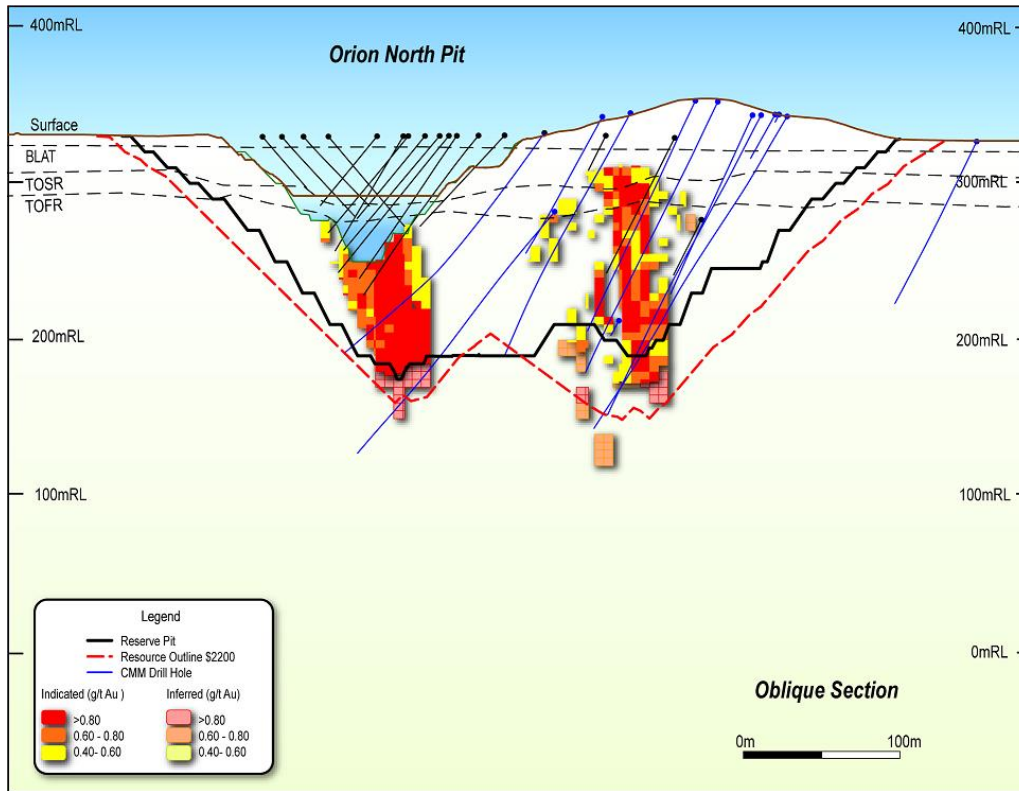 400mRL
400mRL
Orion North Pit
Surface
BLAT
TOSR
300mRL
TOFR
200mRL
200mRL
100mRL
100mRL
0mRL
Legend
Reserve Pit
Resource Outline $2200
CMM Drill Hole
Indicated (g/t Au )
Inferred (g/t Au)
>0.80
>0.80
0.60 - 0.80
0.60 - 0.80
0.40- 0.60
0.40- 0.60
Oblique Section
0m
100m